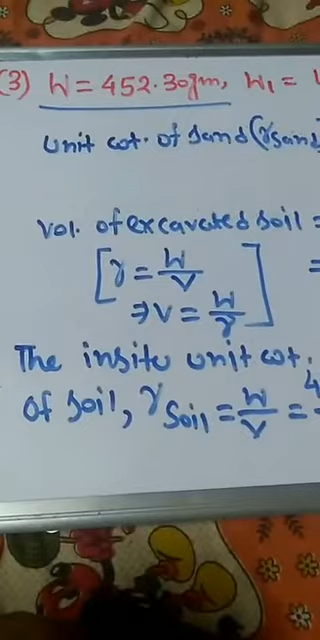 (3) W = 452.30gm, W₁ =
Unit wt. of Sand (γsand
Vol. of excavated soil =
[γ = W/V] =
⇒ V = W/γ
The insitu unit wt.
of soil, γsoil = W/V = 4